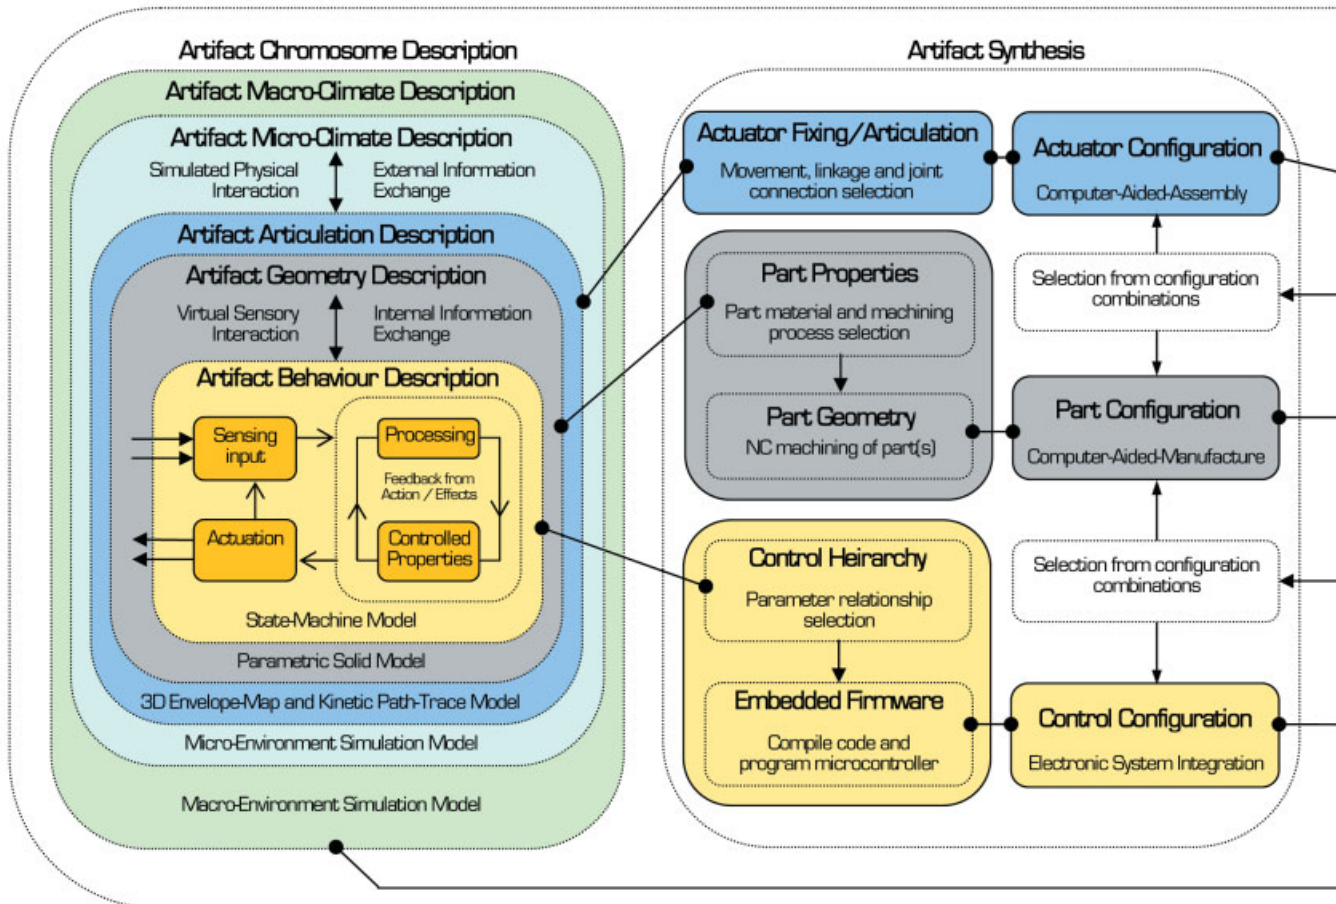 Artifact Chromosome Description
Artifact Macro-Climate Description
Artifact Micro-Climate Description
Simulated Physical
Interaction
External Information
Exchange
Artifact Articulation Description
Artifact Geometry Description
Virtual Sensory
Interaction
Internal Information
Exchange
Artifact Behaviour Description
Sensing
input
Processing
Feedback from
Action / Effects
Actuation
Controlled
Properties
State-Machine Model
Parametric Solid Model
3D Envelope-Map and Kinetic Path-Trace Model
Micro-Environment Simulation Model
Macro-Environment Simulation Model
Artifact Synthesis
Actuator Fixing/Articulation
Movement, linkage and joint
connection selection
Actuator Configuration
Computer-Aided-Assembly
Part Properties
Part material and machining
process selection
Selection from configuration
combinations
Part Geometry
NC machining of part(s)
Part Configuration
Computer-Aided-Manufacture
Control Heirarchy
Parameter relationship
selection
Selection from configuration
combinations
Embedded Firmware
Compile code and
program microcontroller
Control Configuration
Electronic System Integration